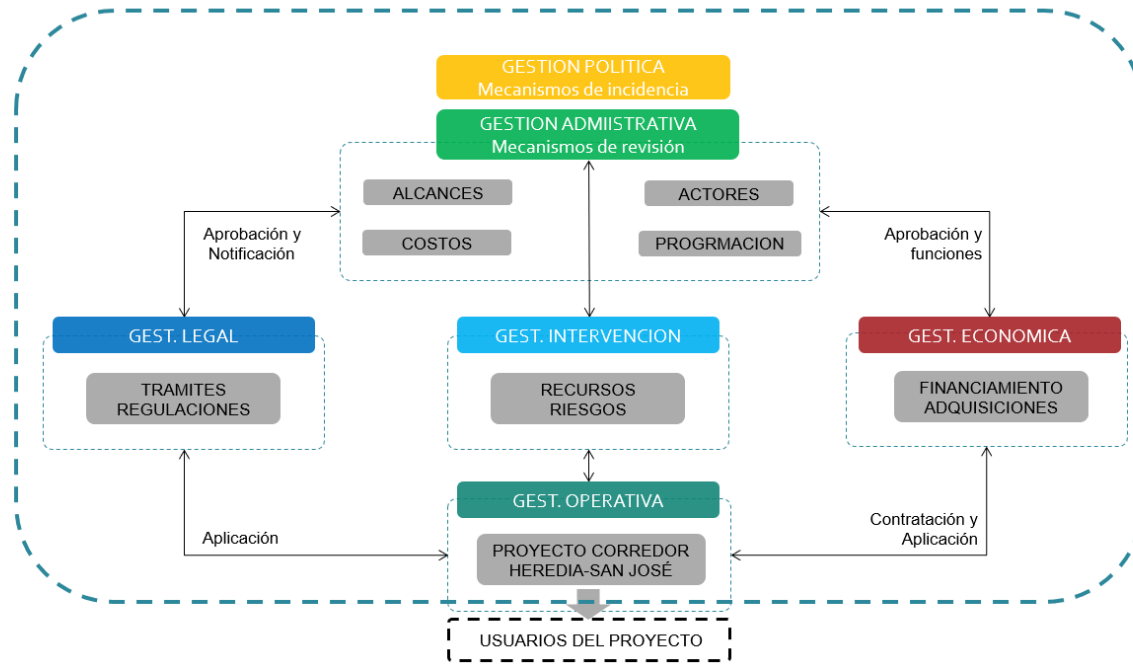 GESTION POLITICA
Mecanismos de incidencia
GESTION ADMIISTRATIVA
Mecanismos de revisión
ALCANCES
ACTORES
COSTOS
PROGRMACION
Aprobación y
Notificación
Aprobación y
funciones
GEST. LEGAL
GEST. INTERVENCION
GEST. ECONOMICA
TRAMITES
REGULACIONES
RECURSOS
RIESGOS
FINANCIAMIENTO
ADQUISICIONES
GEST. OPERATIVA
Aplicación
Contratación y
Aplicación
PROYECTO CORREDOR
HEREDIA-SAN JOSÉ
USUARIOS DEL PROYECTO